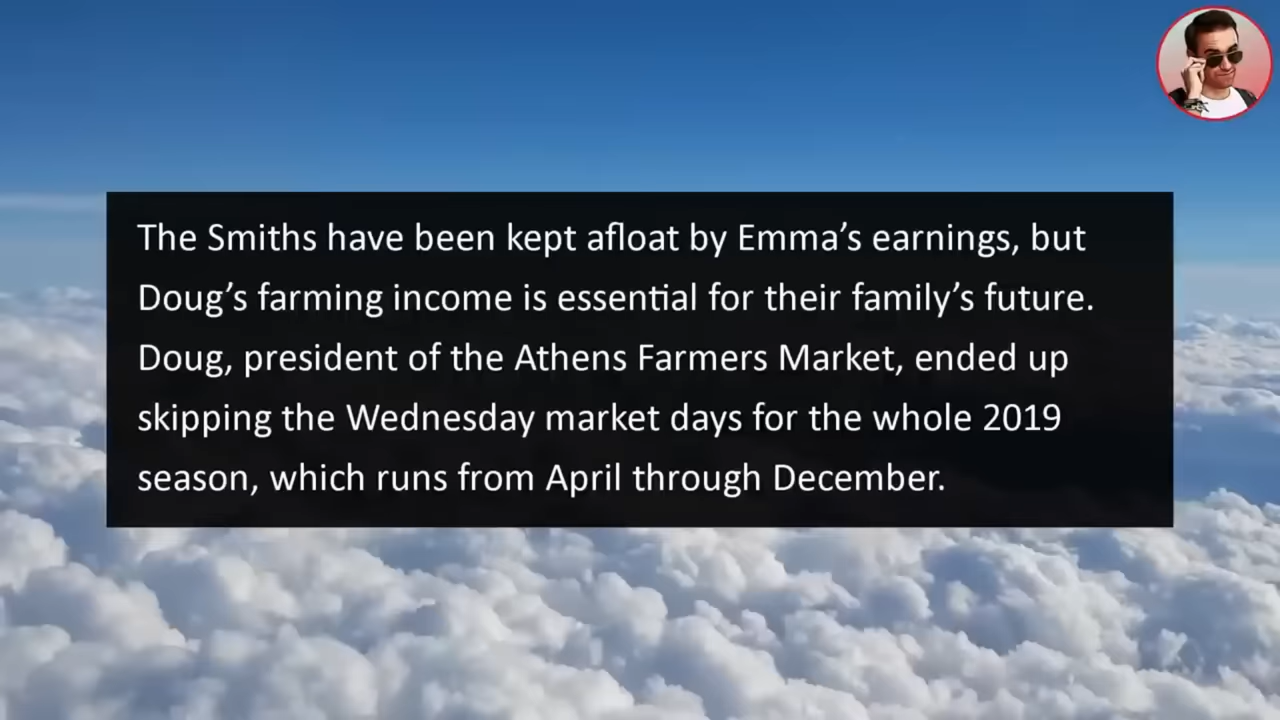 The Smiths have been kept afloat by Emma’s earnings, but
Doug’s farming income is essential for their family’s future.
Doug, president of the Athens Farmers Market, ended up
skipping the Wednesday market days for the whole 2019
season, which runs from April through December.